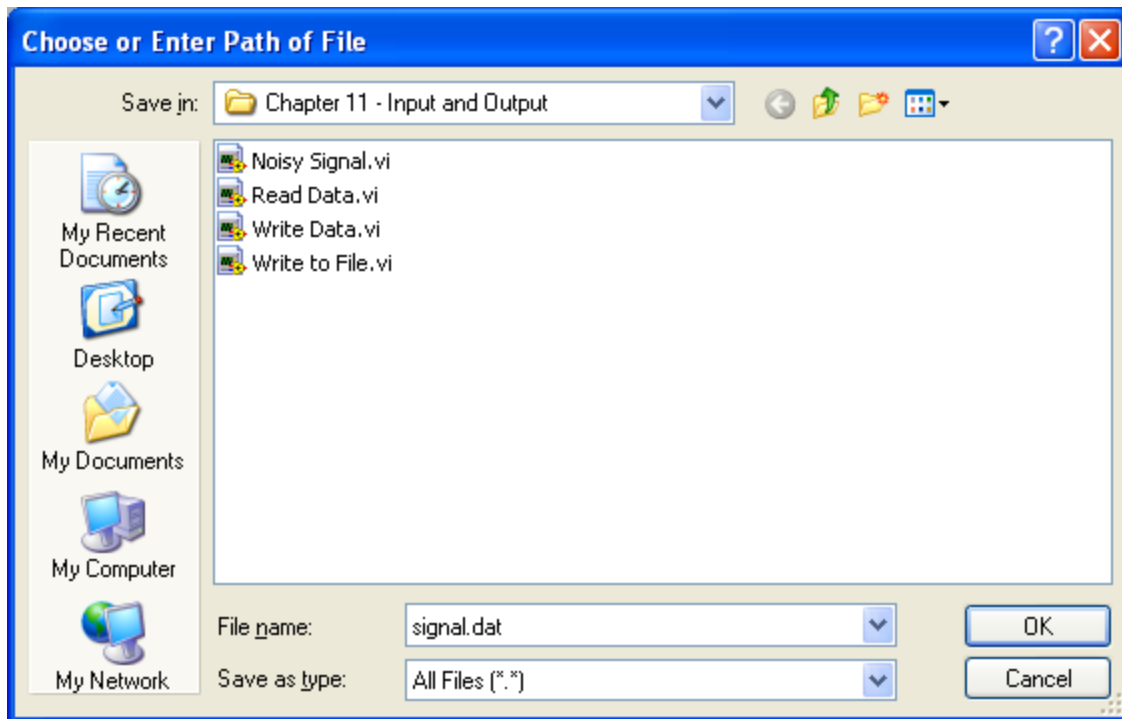 Choose or Enter Path of File
Save in:
Chapter 11 - Input and Output
My Recent
Documents
Desktop
My Documents
My Computer
My Network
Noisy Signal.vi
Read Data.vi
Write Data.vi
Write to File.vi
File name:
signal.dat
OK
Save as type:
All Files (*.*)
Cancel